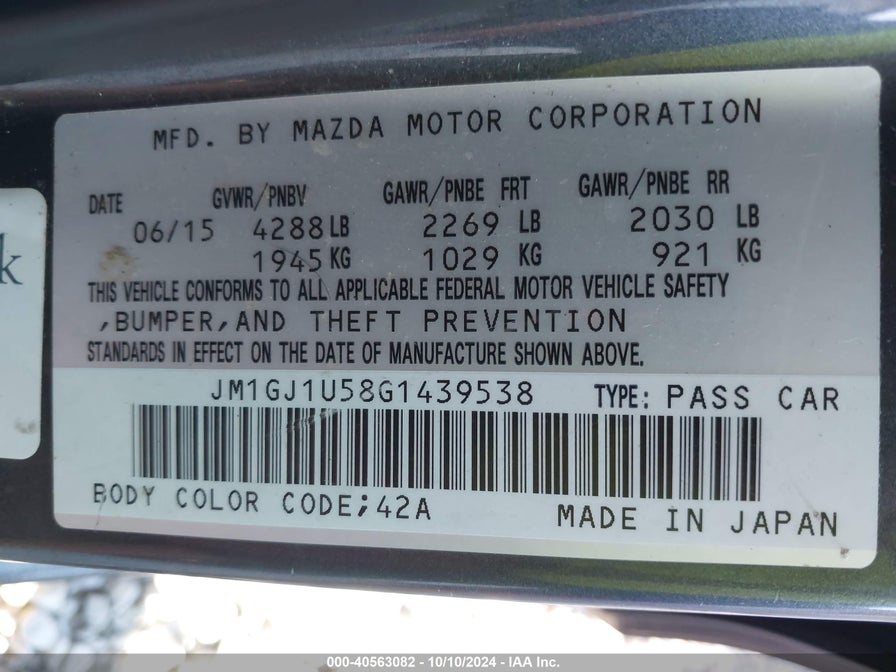 MFD. BY MAZDA MOTOR CORPORATION
DATE GVWR/PNBV GAWR/PNBE FRT GAWR/PNBE RR
06/15 4288 LB 2269 LB 2030 LB
1945 KG 1029 KG 921 KG
THIS VEHICLE CONFORMS TO ALL APPLICABLE FEDERAL MOTOR VEHICLE SAFETY
,BUMPER,AND THEFT PREVENTION
STANDARDS IN EFFECT ON THE DATE OF MANUFACTURE SHOWN ABOVE.
JM1GJ1U58G1439538 TYPE: PASS CAR
BODY COLOR CODE;42A
MADE IN JAPAN
k
000-40563082 - 10/10/2024 - IAA Inc.